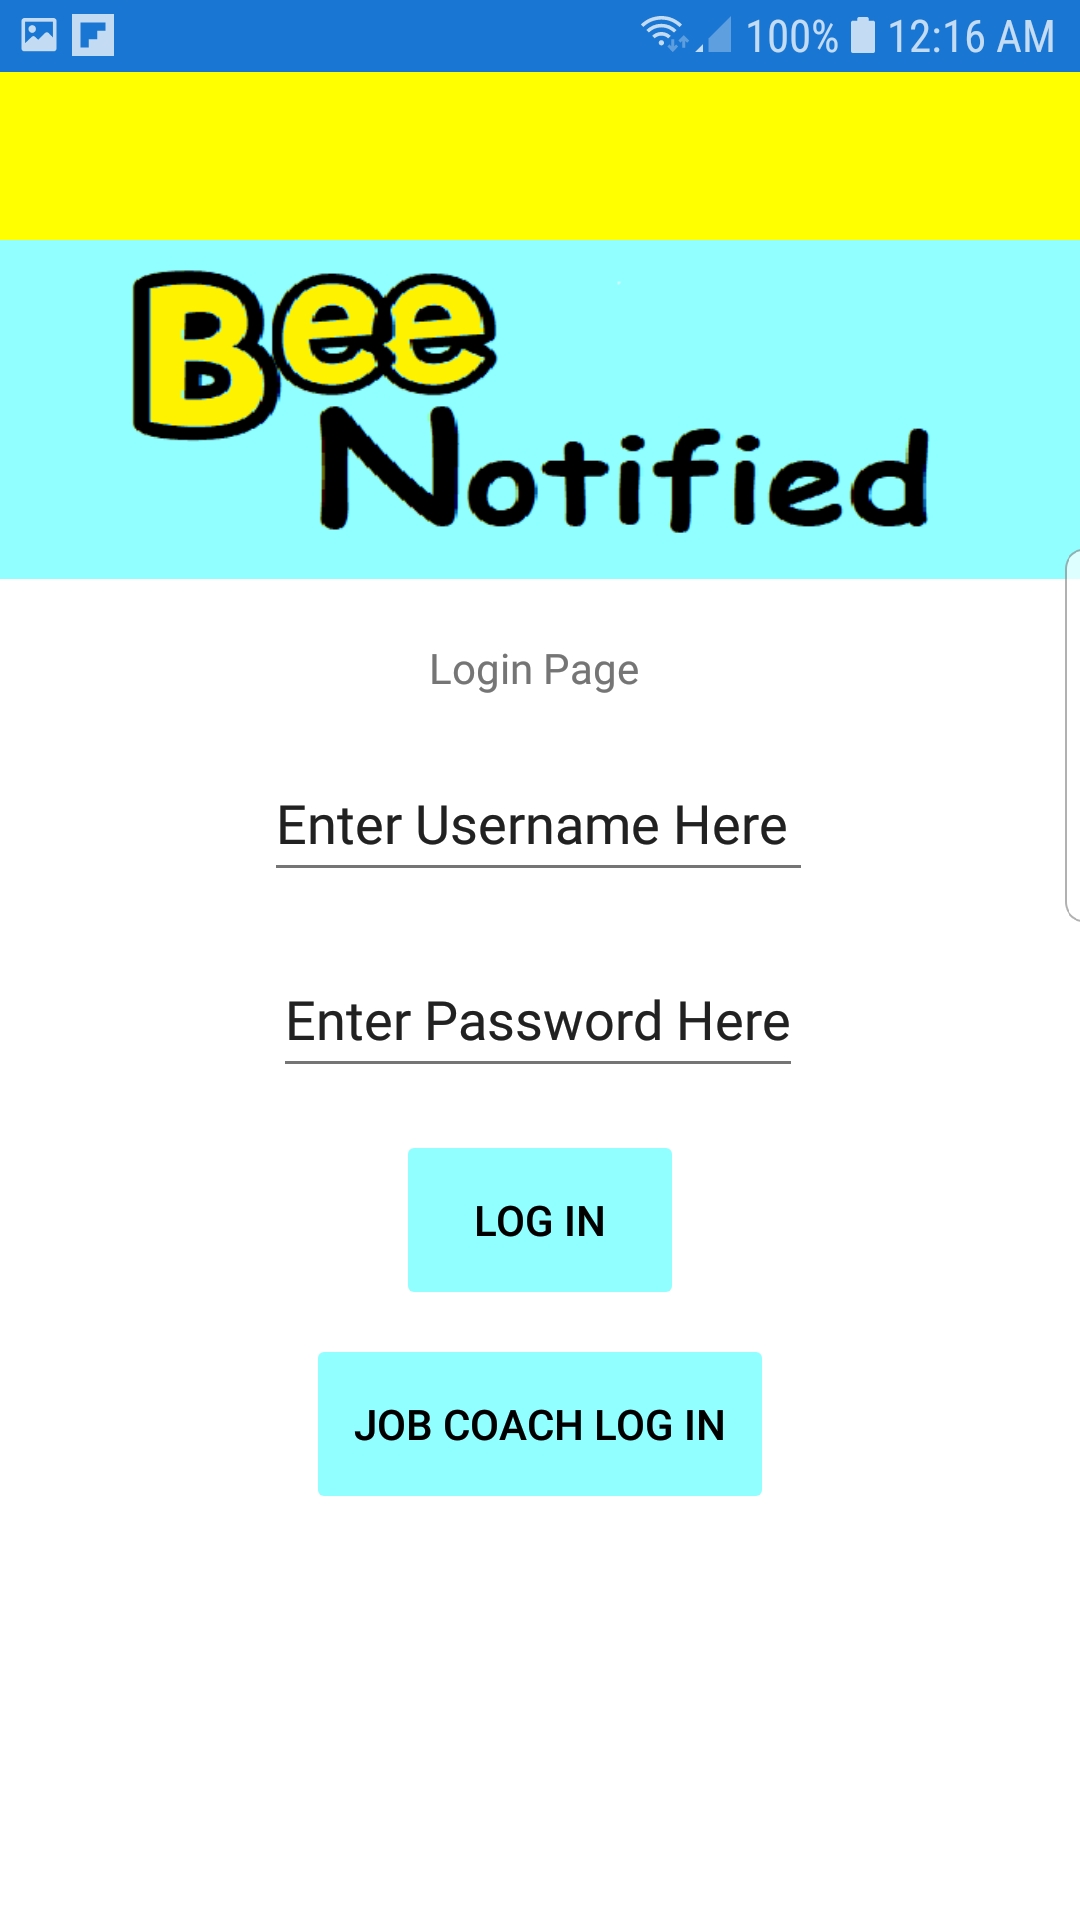 100% 12:16 AM
Bee
Notified
Login Page
Enter Username Here
Enter Password Here
LOG IN
JOB COACH LOG IN